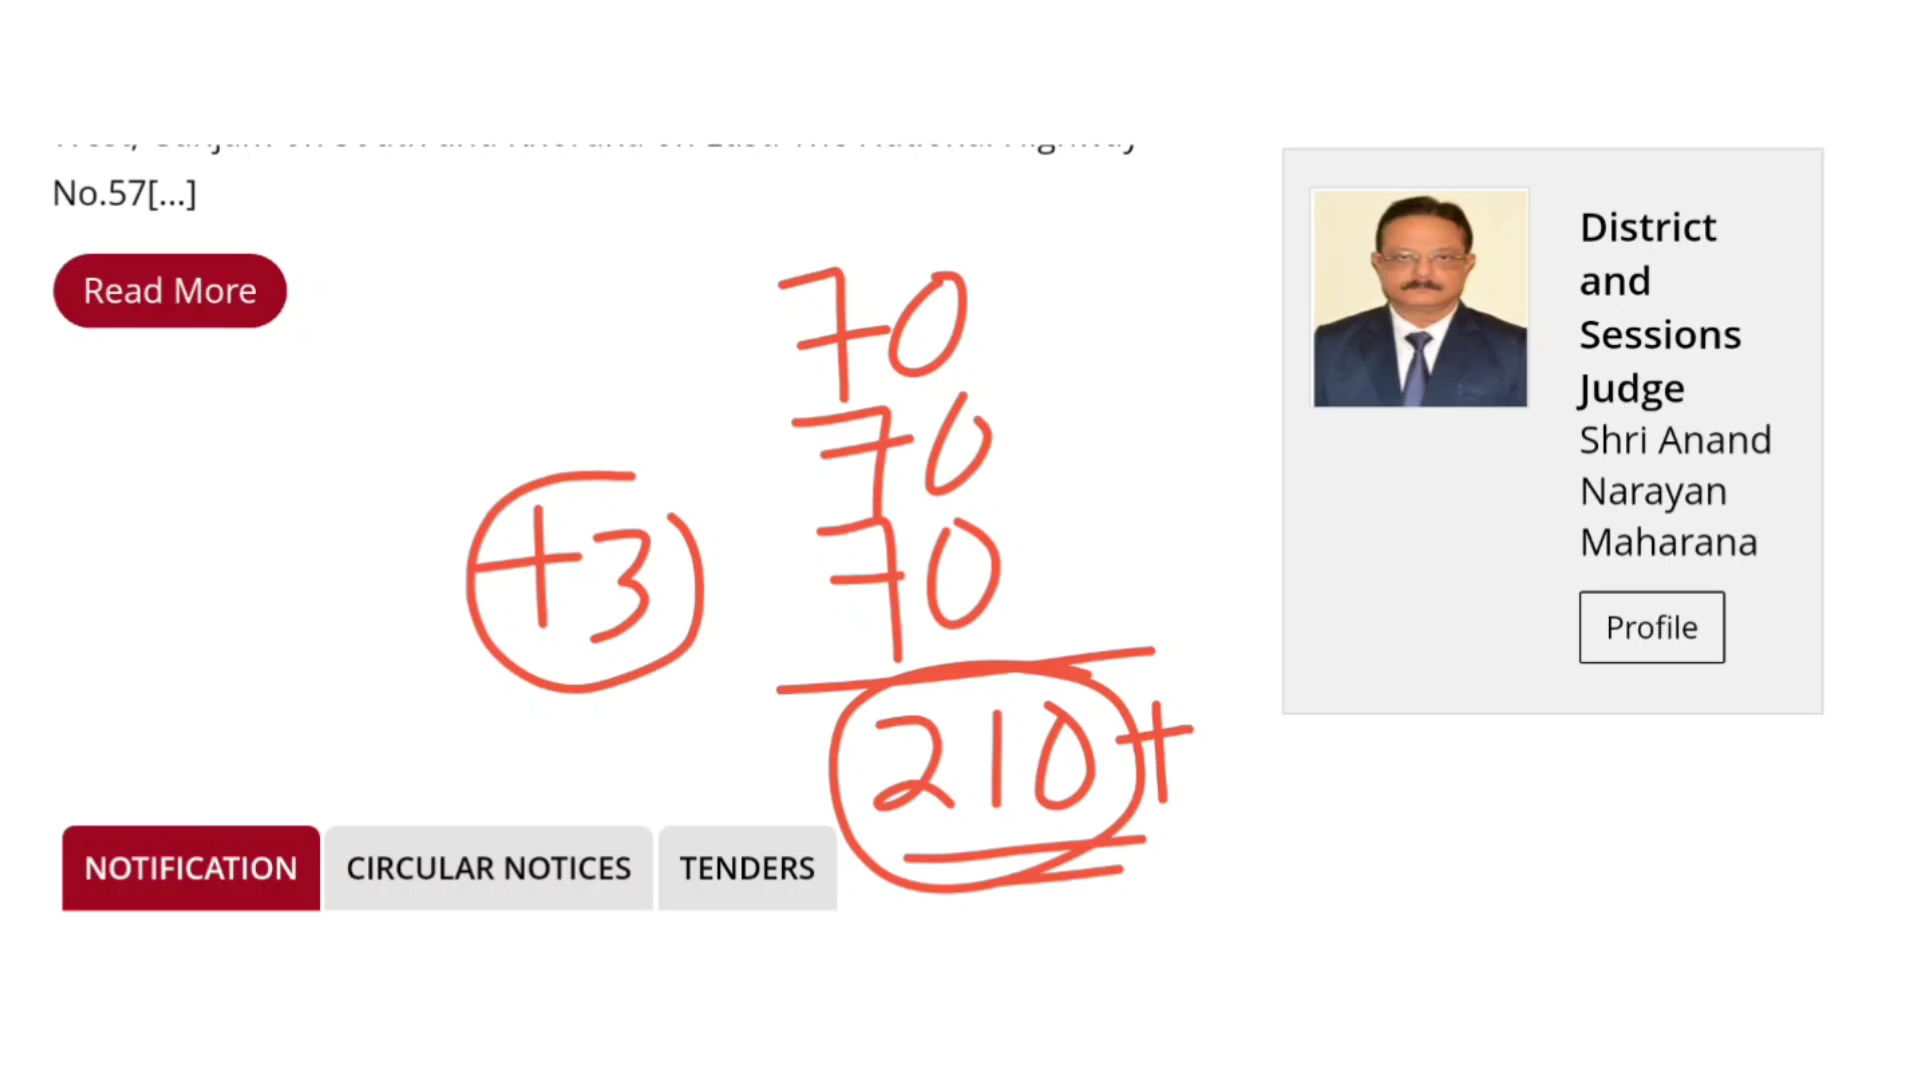 No.57[...]
Read More
70
70
70
+3
210+
District
and
Sessions
Judge
Shri Anand
Narayan
Maharana
Profile
NOTIFICATION
CIRCULAR NOTICES
TENDERS